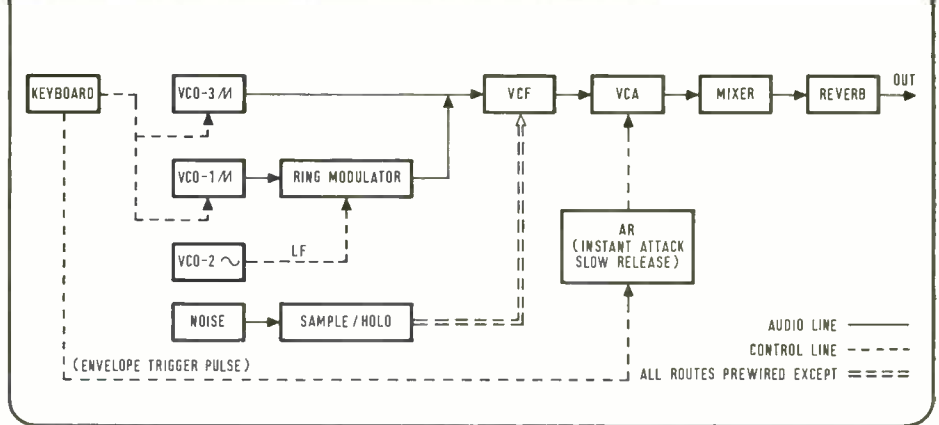 KEYBOARD
VCO-3
VCF
VCA
MIXER
REVERB
OUT
VCO-1
RING MODULATOR
VCO-2
LF
AR
(INSTANT ATTACK
SLOW RELEASE)
NOISE
SAMPLE/HOLO
(ENVELOPE TRIGGER PULSE)
AUDIO LINE
CONTROL LINE
ALL ROUTES PREWIRED EXCEPT